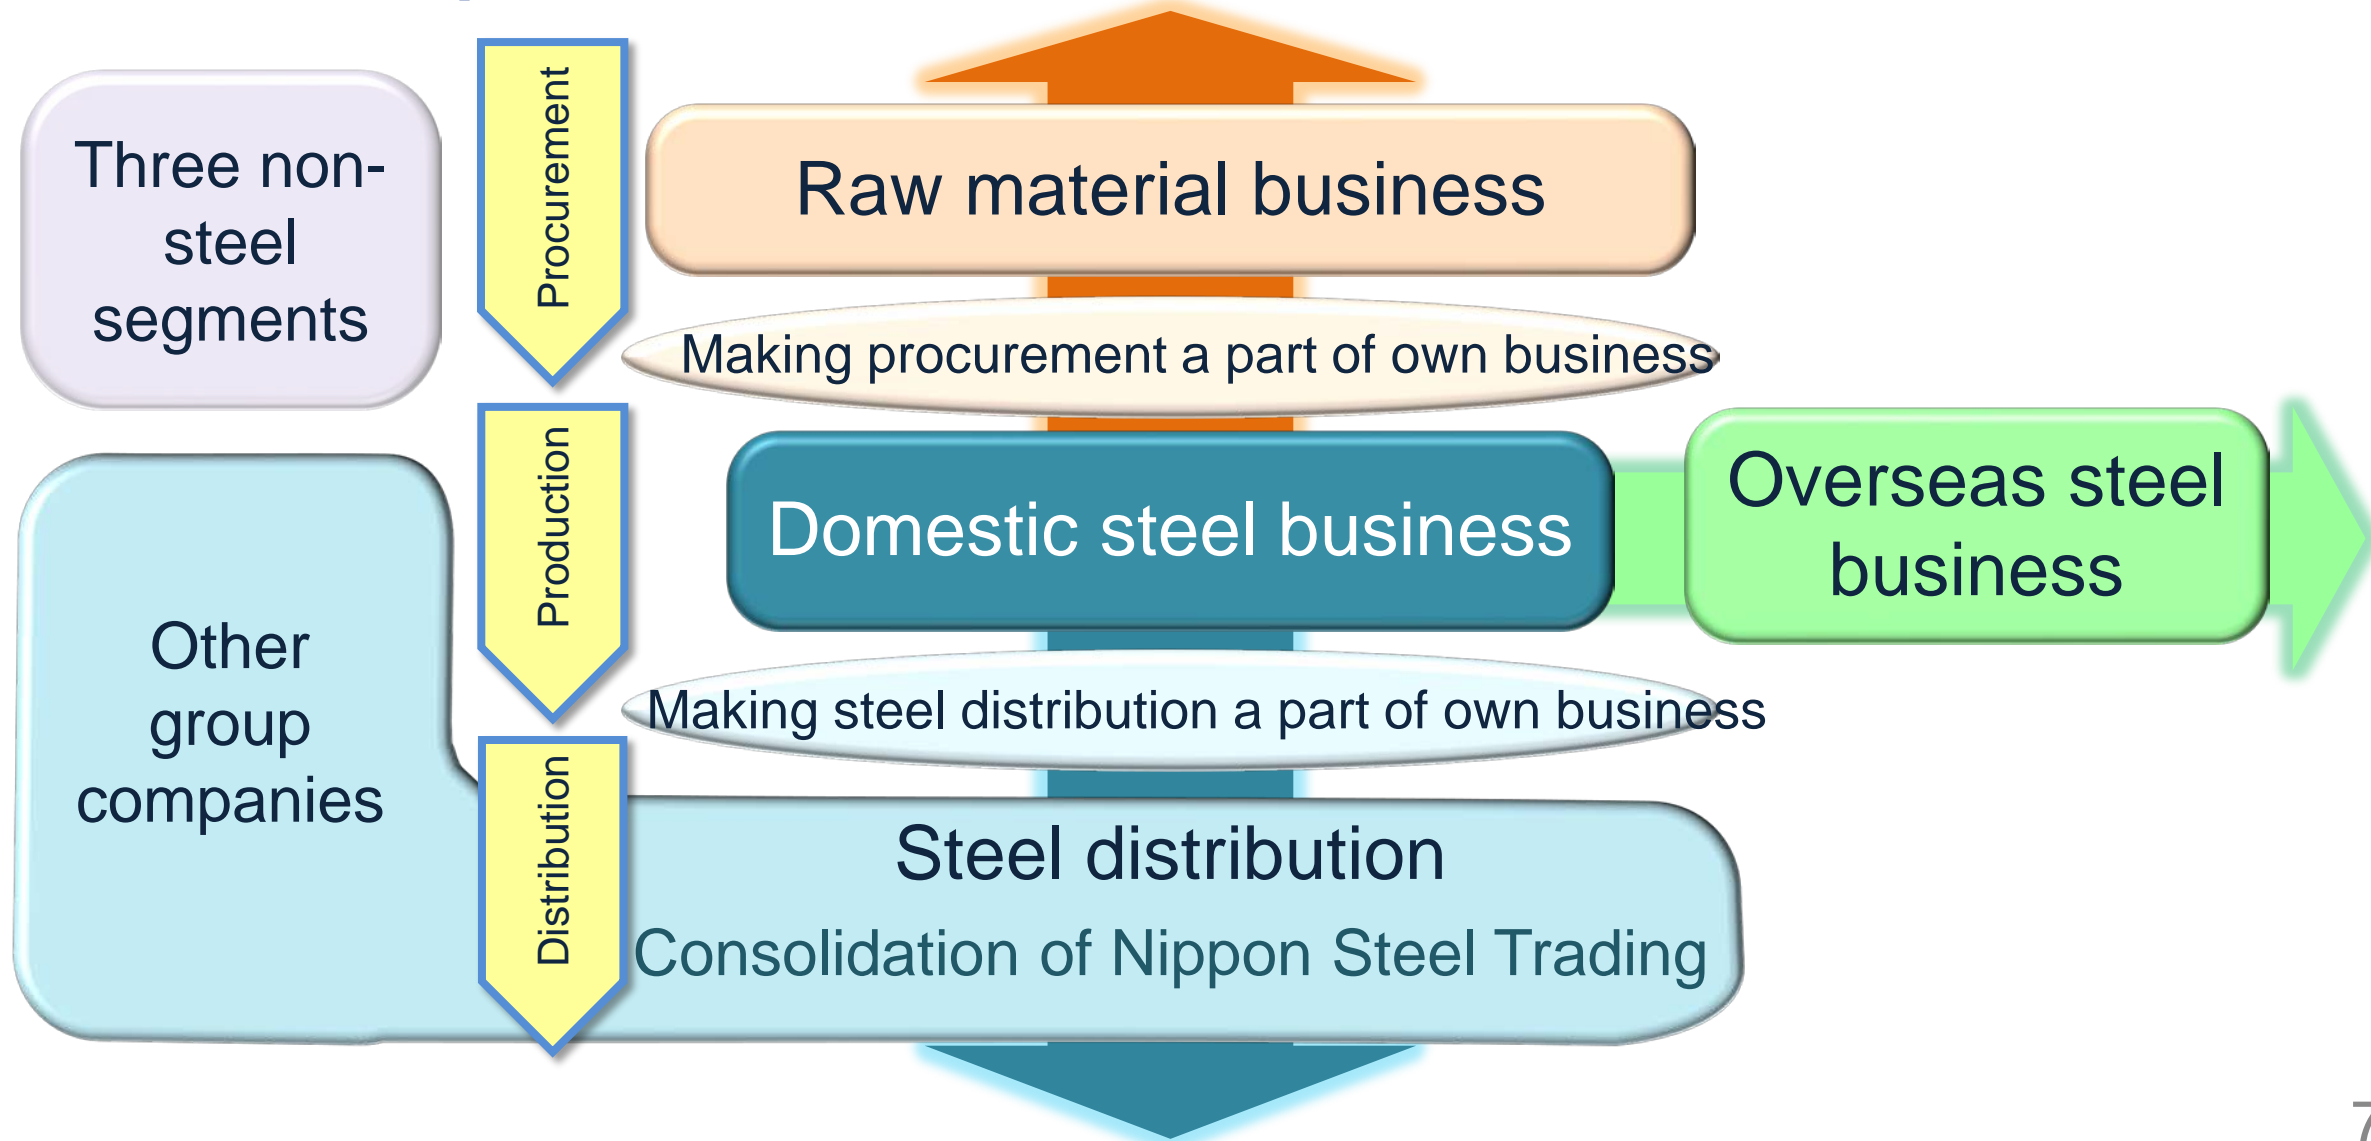 Three non-
steel
segments
Procurement
Raw material business
Making procurement a part of own business
Production
Domestic steel business
Overseas steel
business
Making steel distribution a part of own business
Other
group
companies
Distribution
Steel distribution
Consolidation of Nippon Steel Trading
7